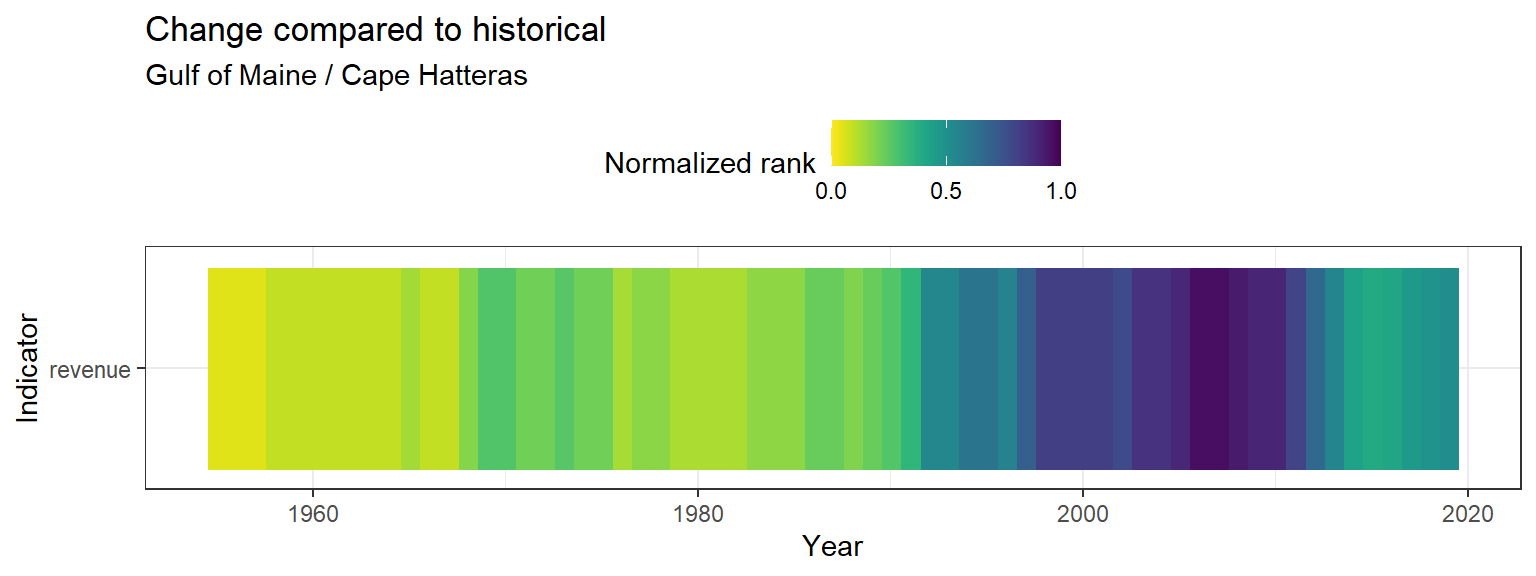 Change compared to historical
Gulf of Maine / Cape Hatteras
Normalized rank
0.0 0.5 1.0
Indicator
revenue
1960 1980 2000 2020
Year